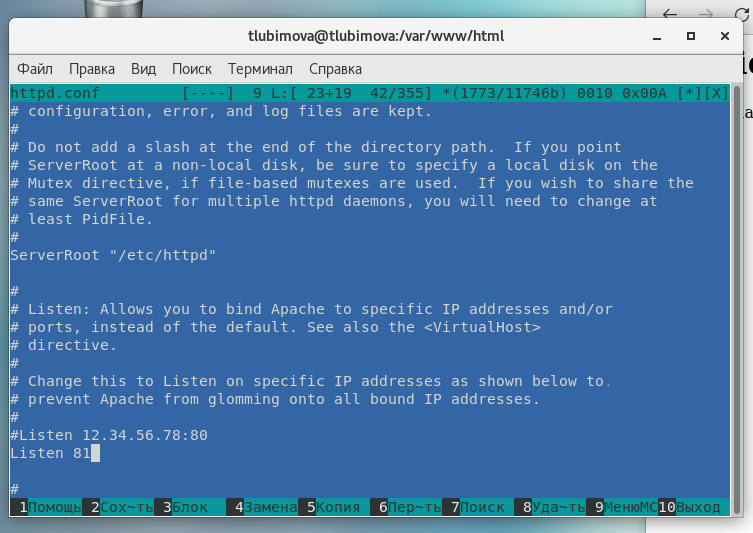 tlubimova@tlubimova:/var/www/html
Файл Правка Вид Поиск Терминал Справка
httpd.conf [----] 9 L:[ 23+19 42/355] *(1773/11746b) 0010 0x00A [*][X]
# configuration, error, and log files are kept.
#
# Do not add a slash at the end of the directory path.  If you point
# ServerRoot at a non-local disk, be sure to specify a local disk on the
# Mutex directive, if file-based mutexes are used.  If you wish to share the
# same ServerRoot for multiple httpd daemons, you will need to change at
# least PidFile.
#
ServerRoot "/etc/httpd"
#
# Listen: Allows you to bind Apache to specific IP addresses and/or
# ports, instead of the default. See also the <VirtualHost>
# directive.
#
# Change this to Listen on specific IP addresses as shown below to.
# prevent Apache from glomming onto all bound IP addresses.
#
#Listen 12.34.56.78:80
Listen 81
#
1Помощь 2Сох~ть 3Блок 4Замена 5Копия 6Пер~ть 7Поиск 8Уда~ть 9МенюMC 10Выход